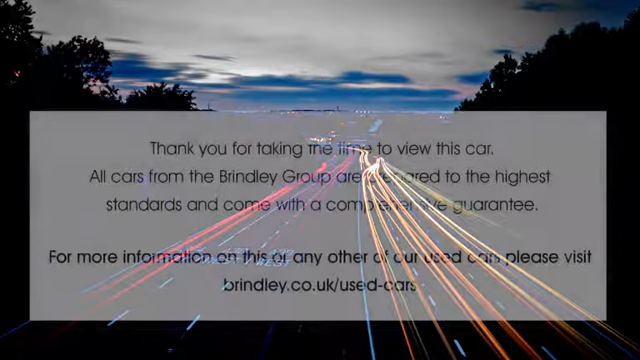 Thank you for taking the time to view this car.
All cars from the Brindley Group are prepared to the highest
standards and come with a comprehensive guarantee.
For more information on this or any other of our used cars please visit
brindley.co.uk/used-cars